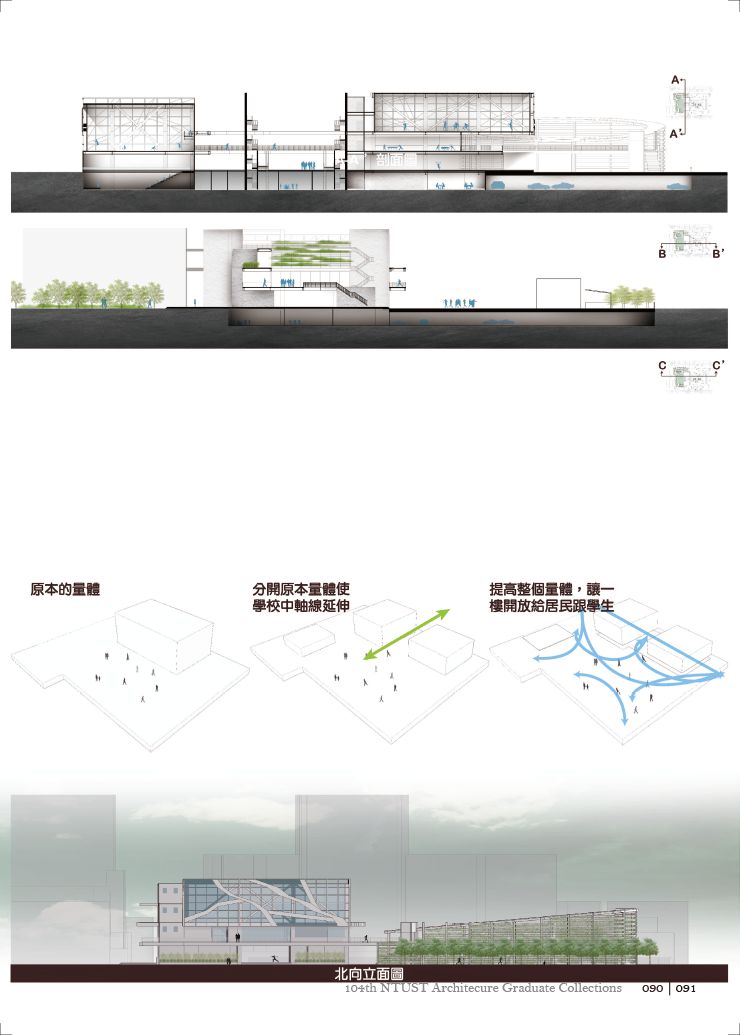 A
A'
剖面圖
B
B'
C
C'
原本的量體
分開原本量體使
學校中軸線延伸
提高整個量體，讓一
樓開放給居民跟學生
北向立面圖
104th NTUST Architecure Graduate Collections 090 | 091